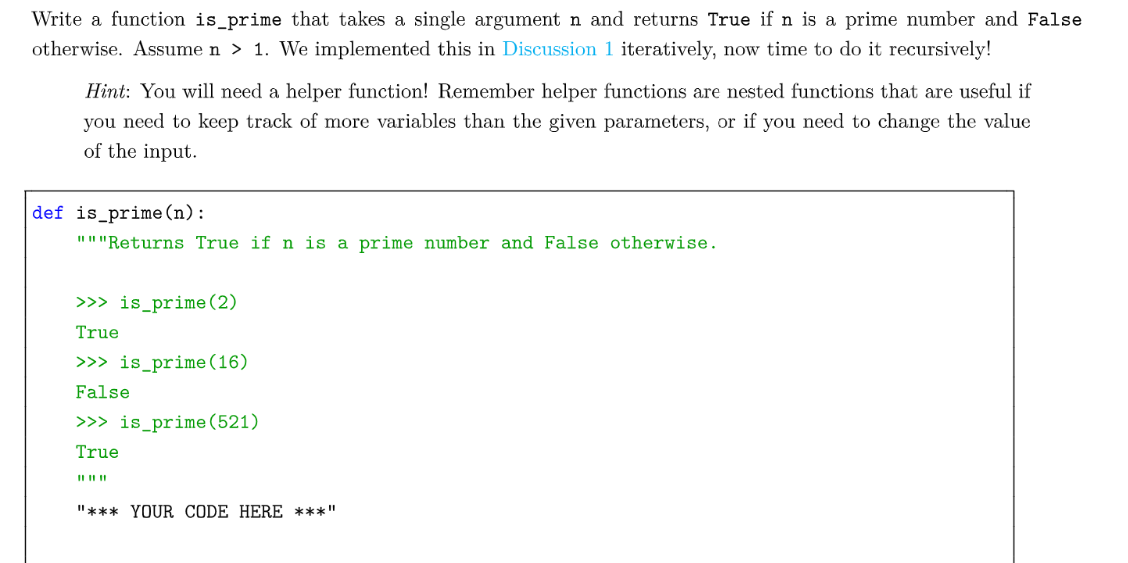 Write a function is_prime that takes a single argument n and returns True if n is a prime number and False
otherwise. Assume n > 1. We implemented this in Discussion 1 iteratively, now time to do it recursively!
Hint: You will need a helper function! Remember helper functions are nested functions that are useful if
you need to keep track of more variables than the given parameters, or if you need to change the value
of the input.
def is_prime(n):
    """Returns True if n is a prime number and False otherwise.
    >>> is_prime(2)
    True
    >>> is_prime(16)
    False
    >>> is_prime(521)
    True
    """
    "*** YOUR CODE HERE ***"